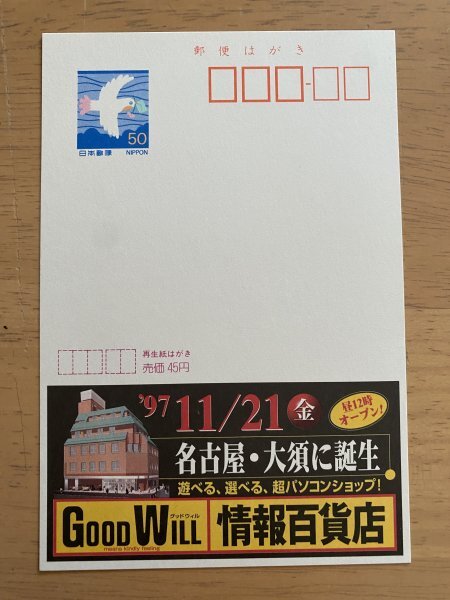 郵便はがき
50
日本郵便 NIPPON
再生紙はがき
売価 45円
'97 11/21 金
昼12時オープン!
名古屋・大須に誕生
遊べる、選べる、超パソコンショップ!
グッドウィル
GOOD WILL
means kindly feeling
情報百貨店